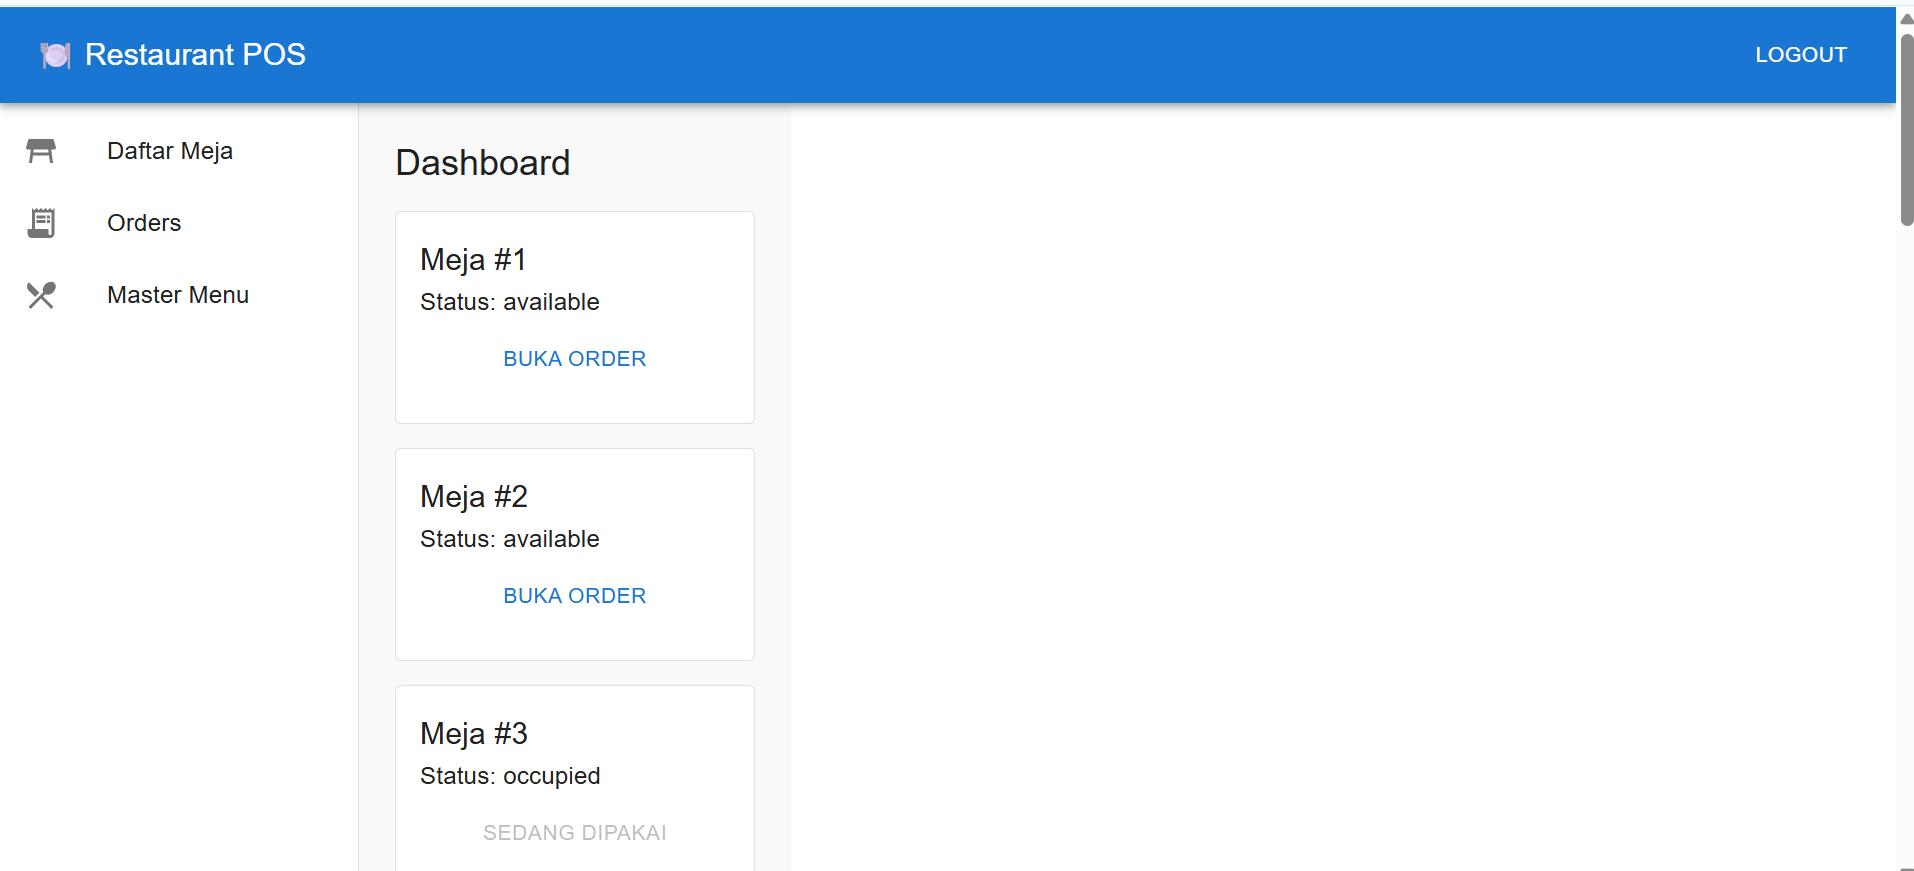 Restaurant POS
LOGOUT
Daftar Meja
Orders
Master Menu
Dashboard
Meja #1
Status: available
BUKA ORDER
Meja #2
Status: available
BUKA ORDER
Meja #3
Status: occupied
SEDANG DIPAKAI